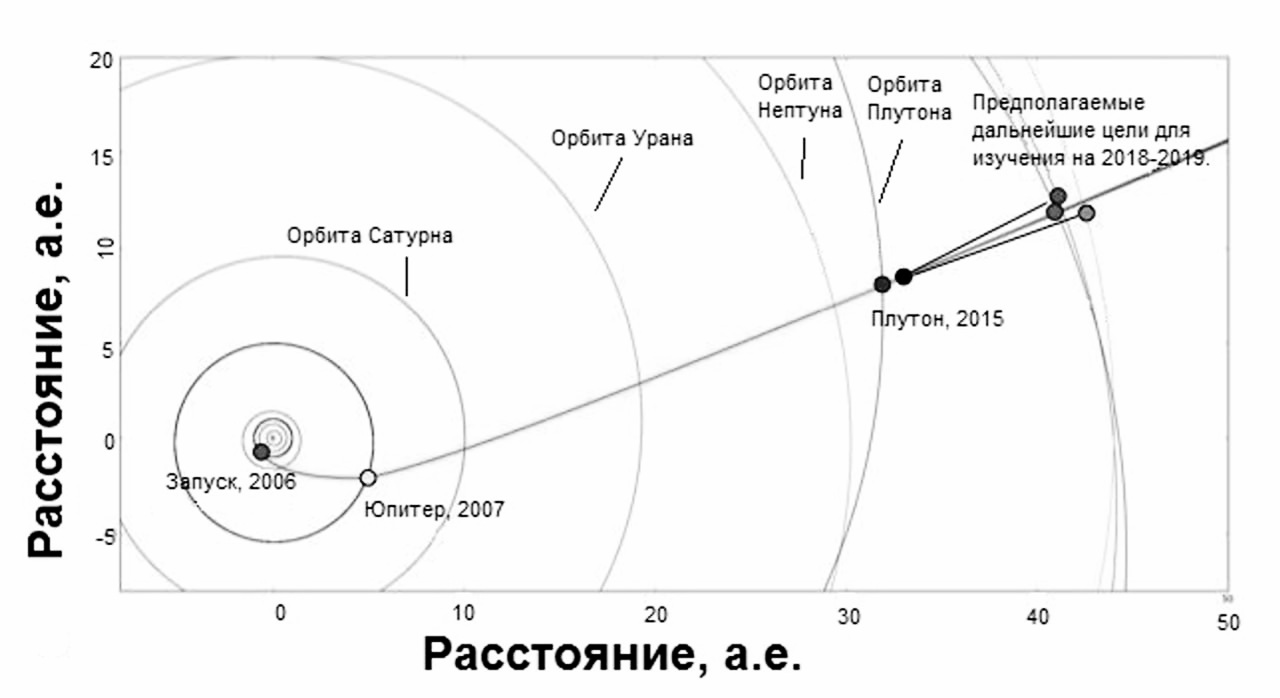 20
15
10
5
0
-5
Расстояние, а.е.
Орбита
Нептуна
Орбита
Плутона
Предполагаемые
дальнейшие цели для
изучения на 2018-2019.
Орбита Урана
Орбита Сатурна
Плутон, 2015
Запуск, 2006
Юпитер, 2007
0
10
20
30
40
50
50
Расстояние, а.е.